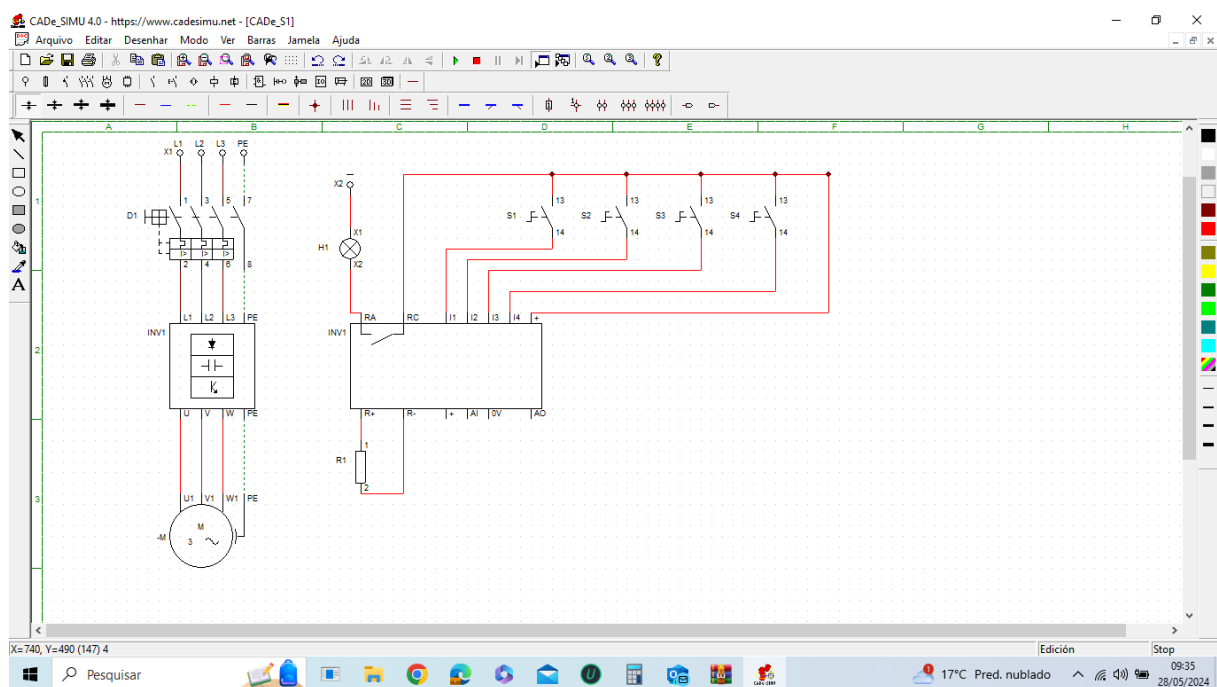 CADe_SIMU 4.0 - https://www.cadesimu.net - [CADe_S1]
Arquivo Editar Desenhar Modo Ver Barras Jamela Ajuda
A B C D E F G H
X1 L1 L2 L3 PE
X2 -
1
1 3 5 7
13 13 13 13
D1
S1 S2 S3 S4
14 14 14 14
X1
H1
X2
I> I> I>
2 4 6 8
L1 L2 L3 PE
RA RC I1 I2 I3 I4 +
INV1
INV1
2
U V W PE
R+ R- + AI 0V AO
1
R1
2
3
U1 V1 W1 PE
-M
M
3
X=740, Y=490 (147) 4
Edición
Stop
Pesquisar
17°C Pred. nublado
09:35
28/05/2024